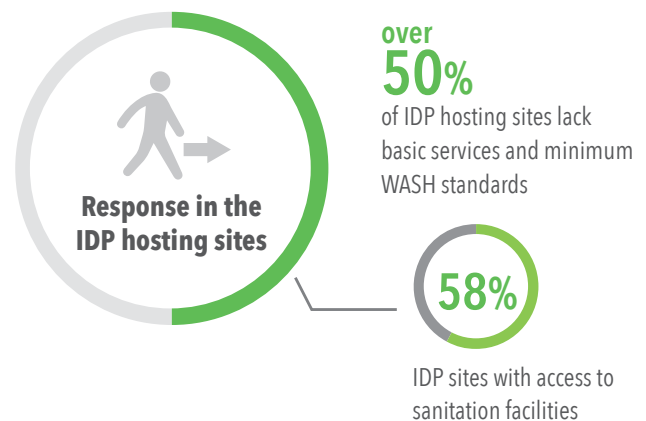 Response in the
IDP hosting sites
over
50%
of IDP hosting sites lack
basic services and minimum
WASH standards
58%
IDP sites with access to
sanitation facilities